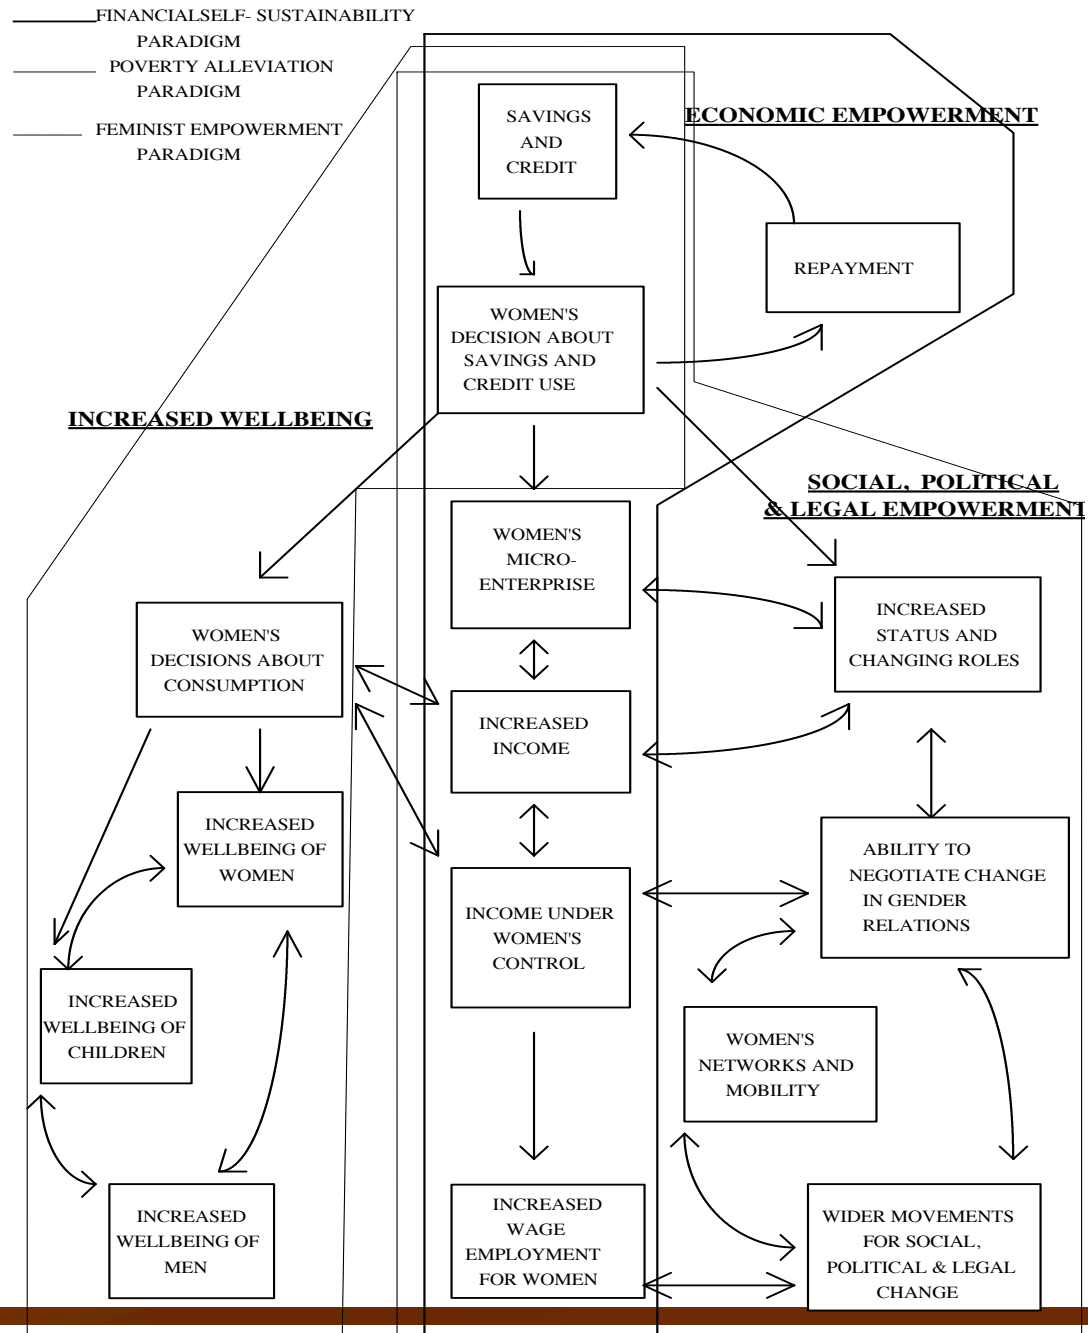 FINANCIALSELF- SUSTAINABILITY
PARADIGM
POVERTY ALLEVIATION
PARADIGM
FEMINIST EMPOWERMENT
PARADIGM
SAVINGS
AND
CREDIT
ECONOMIC EMPOWERMENT
REPAYMENT
WOMEN'S
DECISION ABOUT
SAVINGS AND
CREDIT USE
INCREASED WELLBEING
SOCIAL, POLITICAL
& LEGAL EMPOWERMENT
WOMEN'S
MICRO-
ENTERPRISE
INCREASED
STATUS AND
CHANGING ROLES
WOMEN'S
DECISIONS ABOUT
CONSUMPTION
INCREASED
INCOME
INCREASED
WELLBEING OF
WOMEN
ABILITY TO
NEGOTIATE CHANGE
IN GENDER
RELATIONS
INCOME UNDER
WOMEN'S
CONTROL
INCREASED
WELLBEING OF
CHILDREN
WOMEN'S
NETWORKS AND
MOBILITY
INCREASED
WELLBEING OF
MEN
INCREASED
WAGE
EMPLOYMENT
FOR WOMEN
WIDER MOVEMENTS
FOR SOCIAL,
POLITICAL & LEGAL
CHANGE